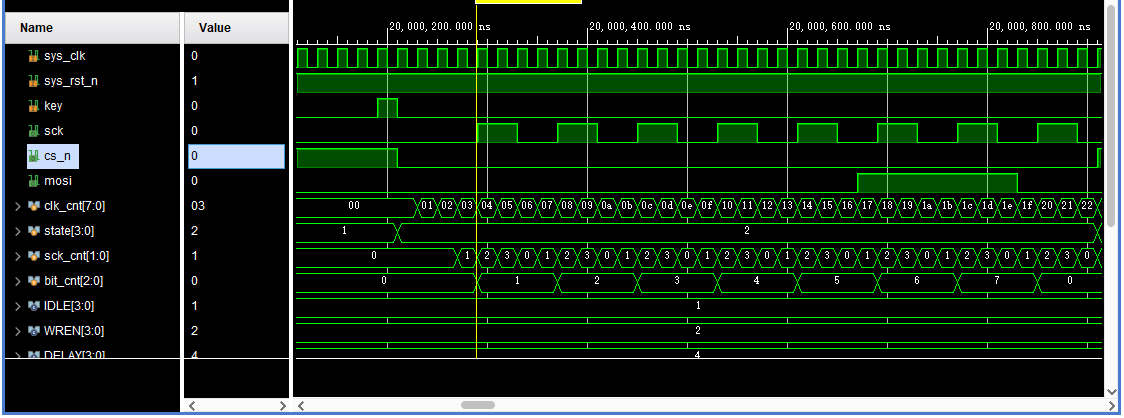 Name Value 20,000,200.000 ns 20,000,400.000 ns 20,000,600.000 ns 20,000,800.000 ns
sys_clk 0
sys_rst_n 1
key 0
sck 0
cs_n 0
mosi 0
clk_cnt[7:0] 03 00 01 02 03 04 05 06 07 08 09 0a 0b 0c 0d 0e 0f 10 11 12 13 14 15 16 17 18 19 1a 1b 1c 1d 1e 1f 20 21 22
state[3:0] 2 1 2
sck_cnt[1:0] 1 0 1 2 3 0 1 2 3 0 1 2 3 0 1 2 3 0 1 2 3 0 1 2 3 0 1 2 3 0 1 2 3 0
bit_cnt[2:0] 0 0 1 2 3 4 5 6 7 0
IDLE[3:0] 1 1
WREN[3:0] 2 2
DELAY[3:0] 4 4